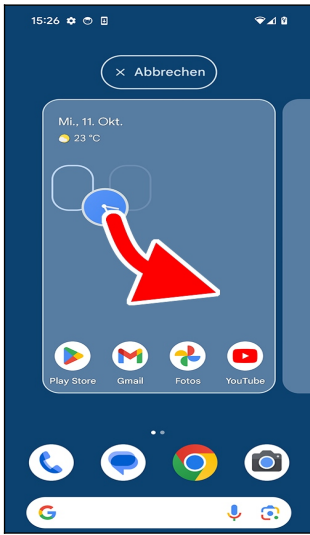 15:26
Abbrechen
Mi., 11. Okt.
23 °C
Play Store Gmail Fotos YouTube